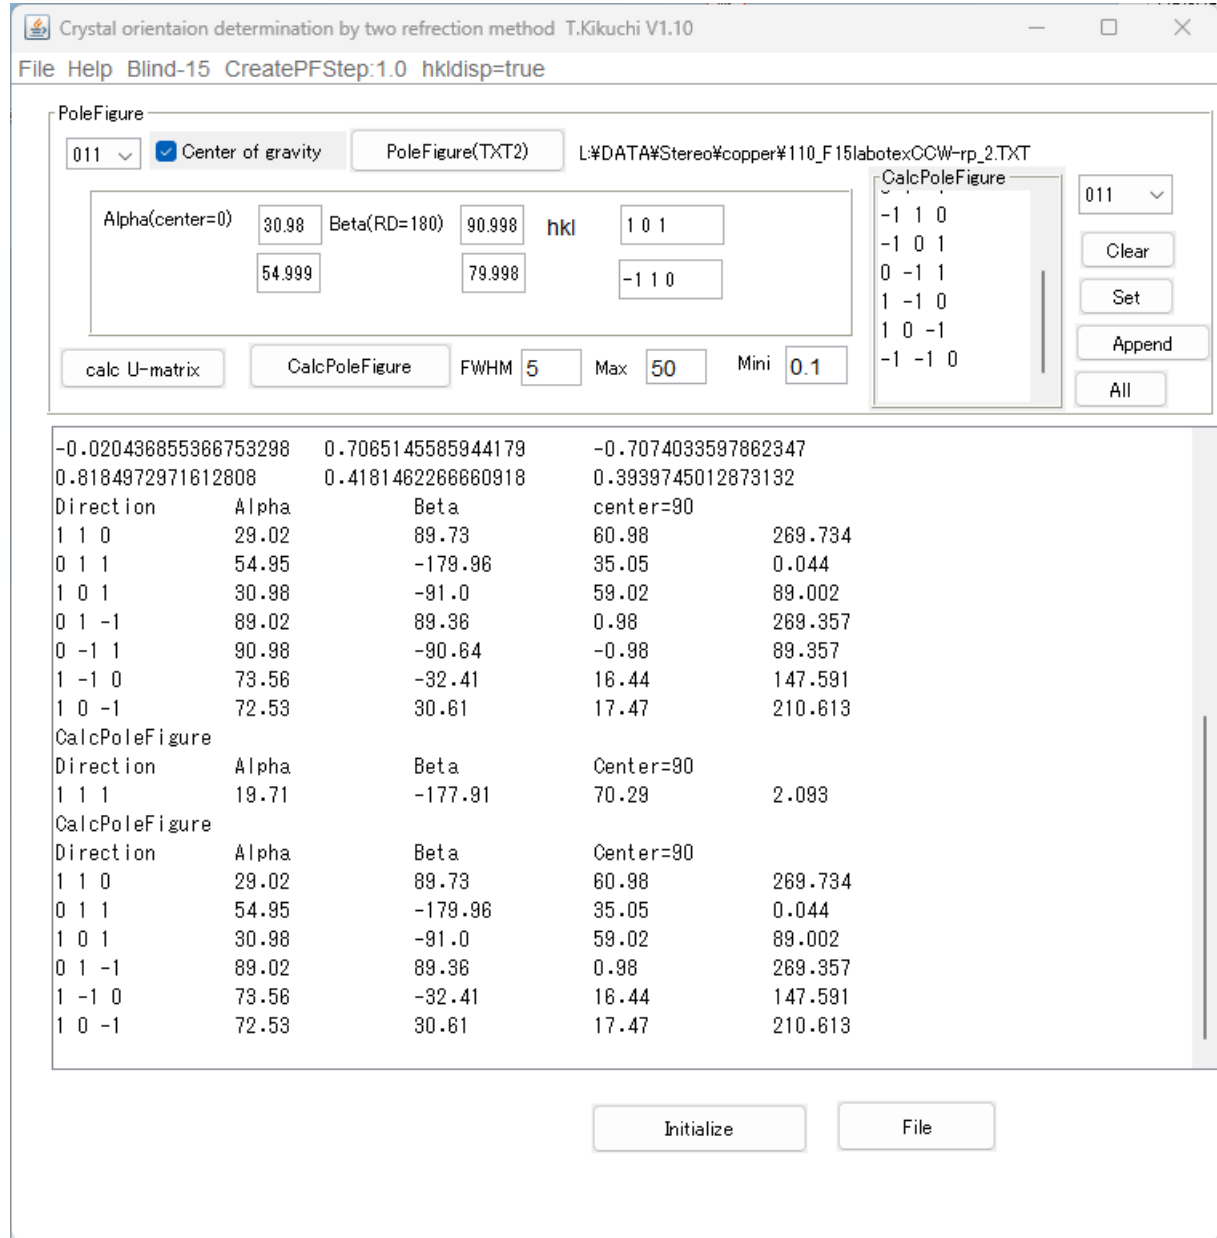 Crystal orientaion determination by two refrection method T.Kikuchi V1.10
File Help Blind-15 CreatePFStep:1.0 hkldisp=true
PoleFigure
011 Center of gravity PoleFigure(TXT2) L:¥DATA¥Stereo¥copper¥110_F15labotexCCW-rp_2.TXT
CalcPoleFigure
Alpha(center=0) 30.98 Beta(RD=180) 90.998 hkl 1 0 1
54.999 79.998 -1 1 0
-1 1 0
-1 0 1
0 -1 1
1 -1 0
1 0 -1
-1 -1 0
011
Clear
Set
Append
All
calc U-matrix CalcPoleFigure FWHM 5 Max 50 Mini 0.1
-0.020436855366753298 0.7065145585944179 -0.7074033597862347
0.8184972971612808 0.4181462266660918 0.3939745012873132
Direction Alpha Beta center=90
1 1 0 29.02 89.73 60.98 269.734
0 1 1 54.95 -179.96 35.05 0.044
1 0 1 30.98 -91.0 59.02 89.002
0 1 -1 89.02 89.36 0.98 269.357
0 -1 1 90.98 -90.64 -0.98 89.357
1 -1 0 73.56 -32.41 16.44 147.591
1 0 -1 72.53 30.61 17.47 210.613
CalcPoleFigure
Direction Alpha Beta Center=90
1 1 1 19.71 -177.91 70.29 2.093
CalcPoleFigure
Direction Alpha Beta Center=90
1 1 0 29.02 89.73 60.98 269.734
0 1 1 54.95 -179.96 35.05 0.044
1 0 1 30.98 -91.0 59.02 89.002
0 1 -1 89.02 89.36 0.98 269.357
1 -1 0 73.56 -32.41 16.44 147.591
1 0 -1 72.53 30.61 17.47 210.613
Initialize File